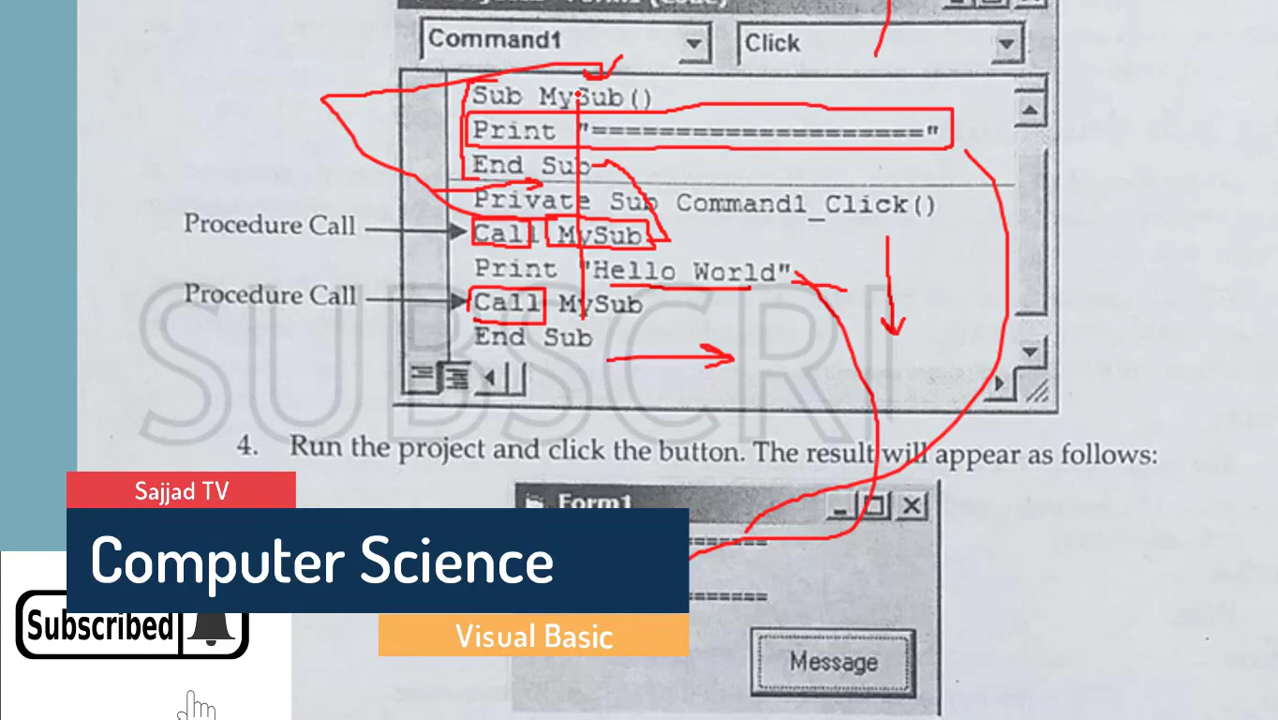 Command1
Click
Sub MySub()
Print "===================="
End Sub
Private Sub Command1_Click()
Procedure Call
Call MySub
Print "Hello World"
Procedure Call
Call MySub
End Sub
SUBSCRI
4. Run the project and click the button. The result will appear as follows:
Sajjad TV
Form1
Computer Science
Subscribed
Visual Basic
Message